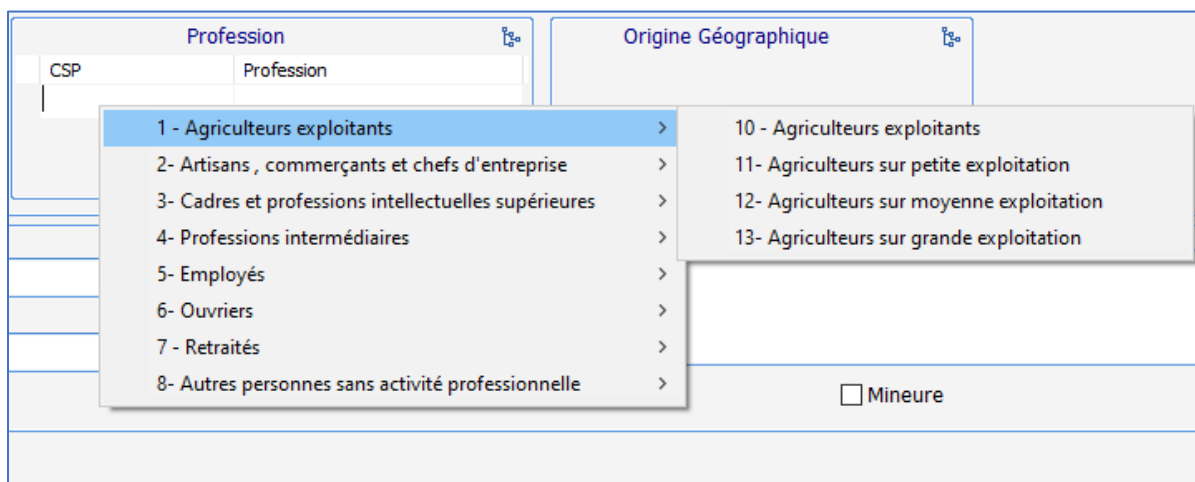 Profession
Origine Géographique
CSP
Profession
1 - Agriculteurs exploitants
10 - Agriculteurs exploitants
2- Artisans , commerçants et chefs d'entreprise
11- Agriculteurs sur petite exploitation
3- Cadres et professions intellectuelles supérieures
12- Agriculteurs sur moyenne exploitation
4- Professions intermédiaires
13- Agriculteurs sur grande exploitation
5- Employés
6- Ouvriers
7 - Retraités
8- Autres personnes sans activité professionnelle
Mineure